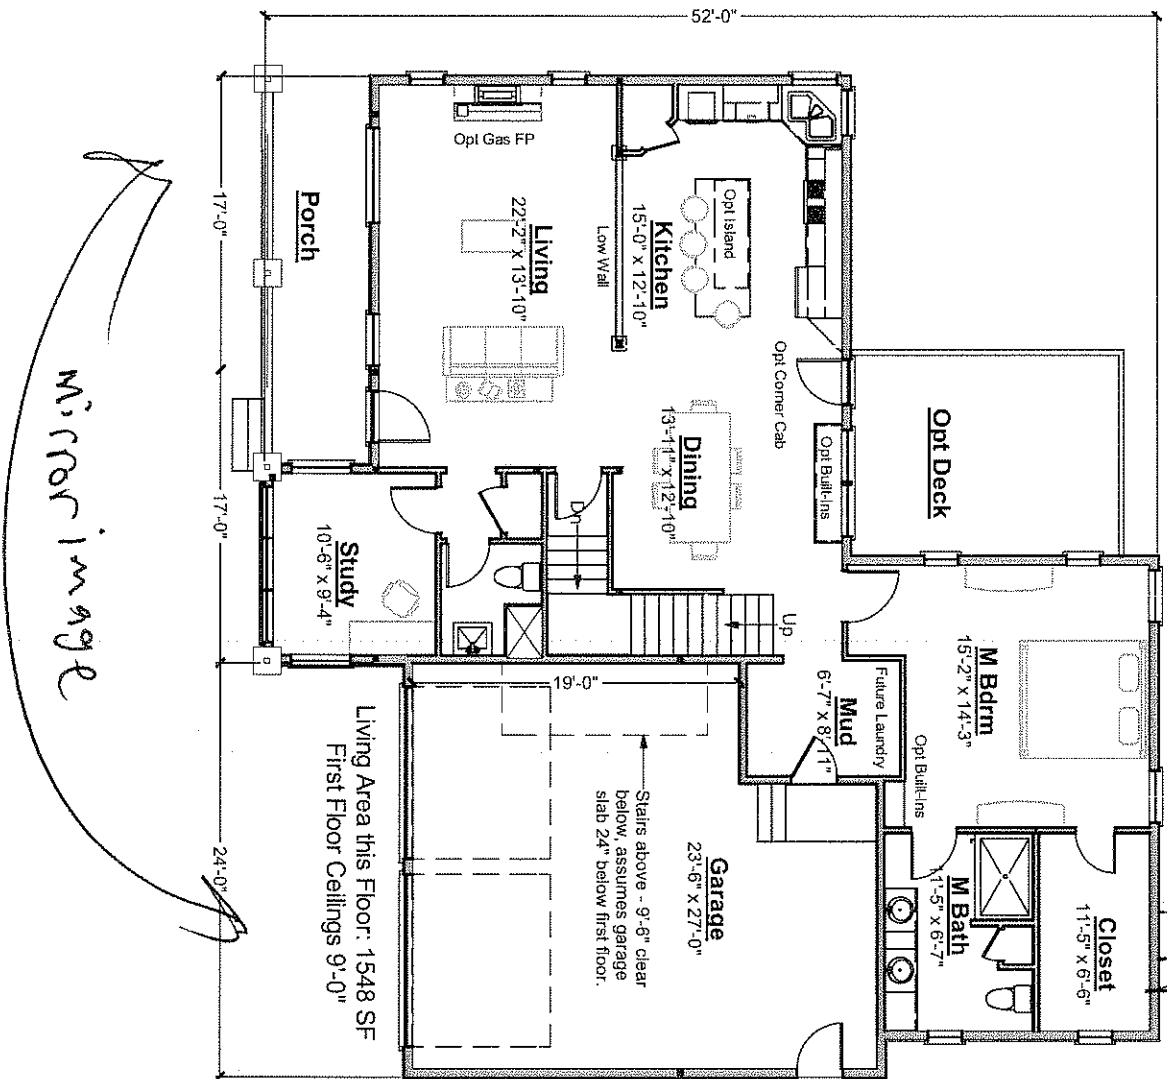 52'-0"
17'-0"
17'-0"
24'-0"
19'-0"
Opt Deck
M Bdrm
15'-2" x 14'-3"
Closet
11'-5" x 6'-6"
M Bath
11'-5" x 6'-7"
Opt Built-Ins
Opt Built-Ins
Opt Corner Cab
Future Laundry
Mud
6'-7" x 8'-11"
Up
Dn
Dining
13'-11" x 12'-10"
Kitchen
15'-0" x 12'-10"
Opt Island
Low Wall
Living
22'-2" x 13'-10"
Opt Gas FP
Porch
Study
10'-6" x 9'-4"
Garage
23'-6" x 27'-0"
Stairs above - 9'-6" clear
below, assumes garage
slab 24" below first floor.
Living Area this Floor: 1548 SF
First Floor Ceilings 9'-0"
Mirror image